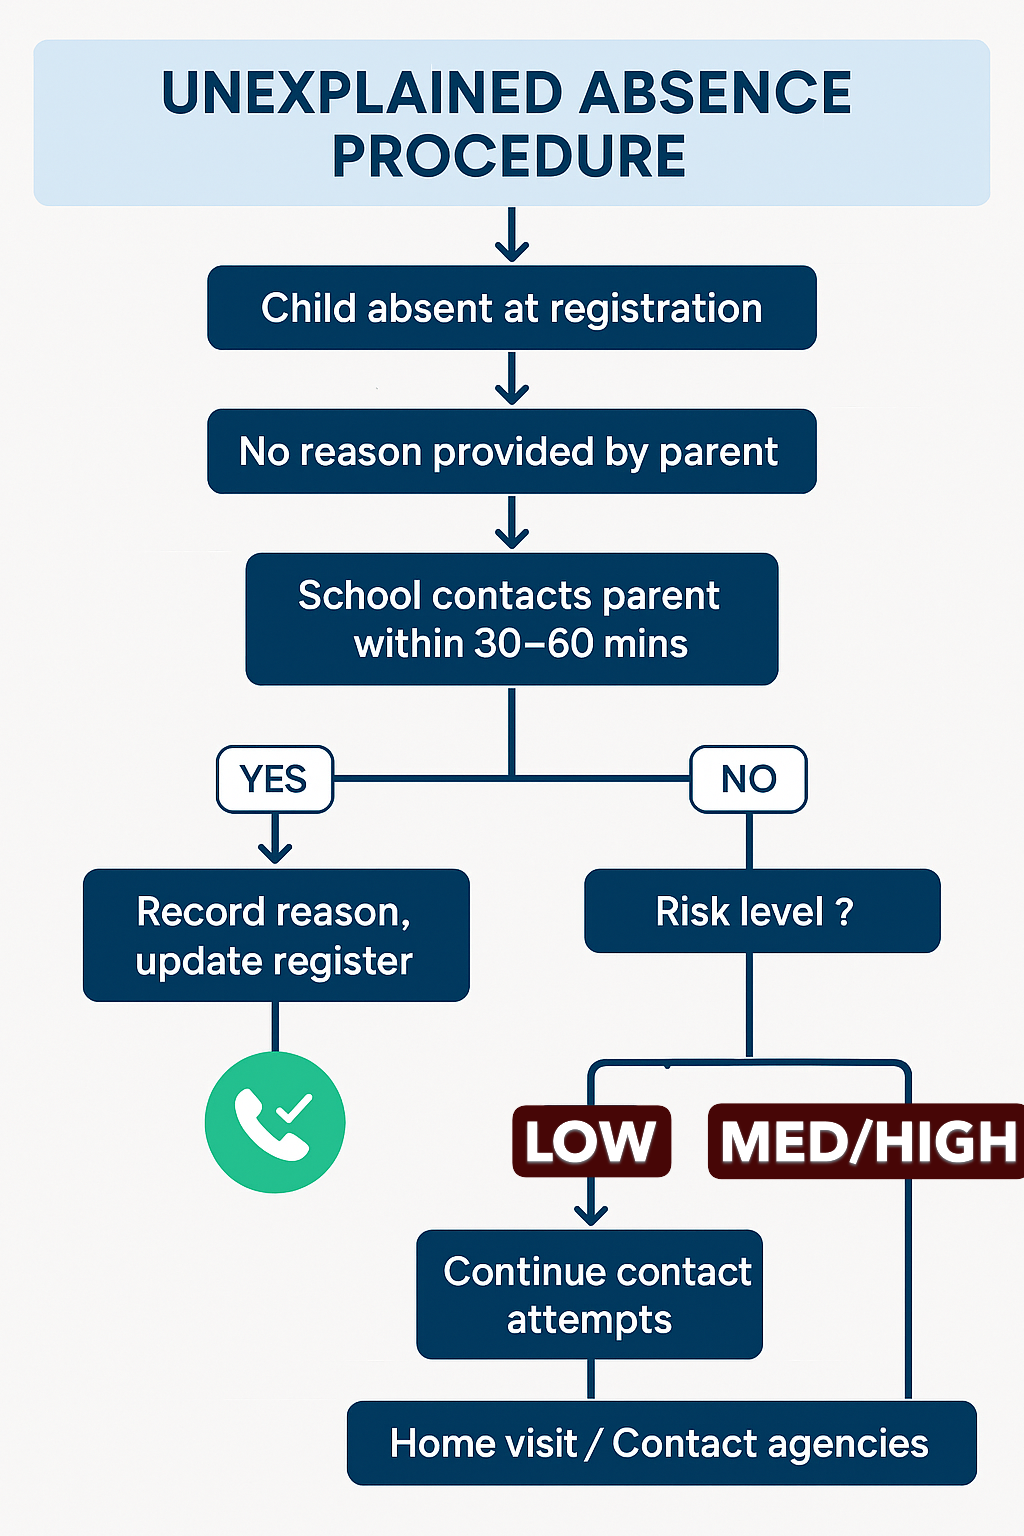 UNEXPLAINED ABSENCE
PROCEDURE
Child absent at registration
No reason provided by parent
School contacts parent
within 30–60 mins
YES
NO
Record reason,
update register
Risk level ?
LOW
MED/HIGH
Continue contact
attempts
Home visit / Contact agencies